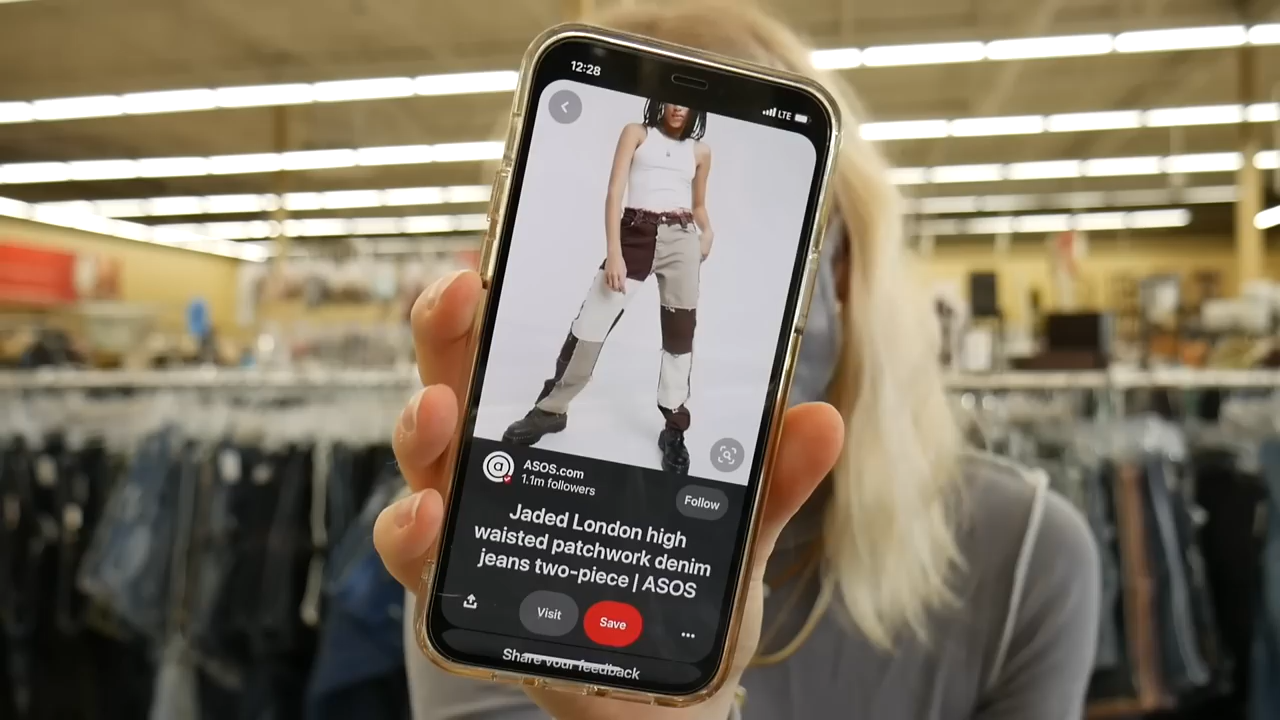 12:28
LTE
ASOS.com
1.1m followers
Follow
Jaded London high
waisted patchwork denim
jeans two-piece | ASOS
Visit
Save
Share your feedback